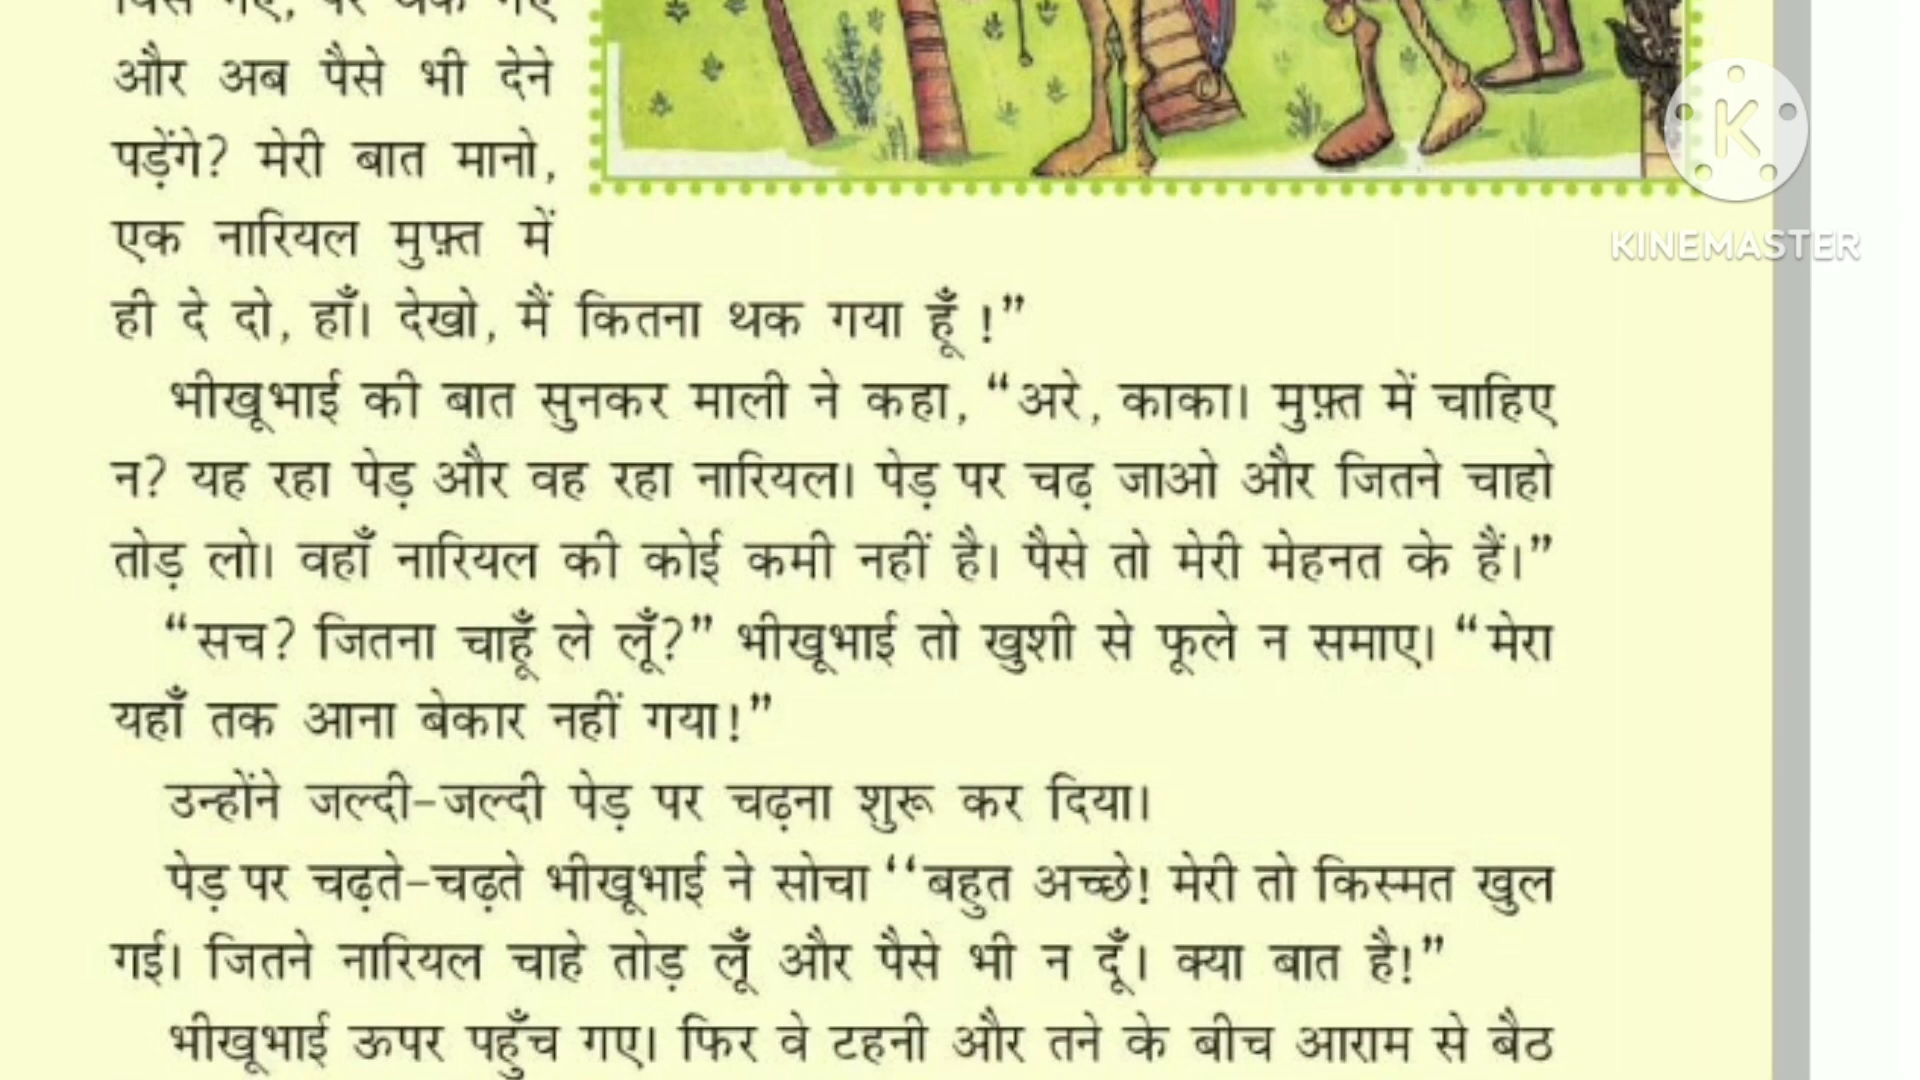 और अब पैसे भी देने
पड़ेंगे? मेरी बात मानो,
एक नारियल मुफ़्त में
ही दे दो, हाँ। देखो, मैं कितना थक गया हूँ !”
भीखूभाई की बात सुनकर माली ने कहा, “अरे, काका। मुफ़्त में चाहिए
न? यह रहा पेड़ और वह रहा नारियल। पेड़ पर चढ़ जाओ और जितने चाहो
तोड़ लो। वहाँ नारियल की कोई कमी नहीं है। पैसे तो मेरी मेहनत के हैं।”
“सच? जितना चाहूँ ले लूँ?” भीखूभाई तो खुशी से फूले न समाए। “मेरा
यहाँ तक आना बेकार नहीं गया!”
उन्होंने जल्दी-जल्दी पेड़ पर चढ़ना शुरू कर दिया।
पेड़ पर चढ़ते-चढ़ते भीखूभाई ने सोचा ‘‘बहुत अच्छे! मेरी तो किस्मत खुल
गई। जितने नारियल चाहे तोड़ लूँ और पैसे भी न दूँ। क्या बात है!”
भीखूभाई ऊपर पहुँच गए। फिर वे टहनी और तने के बीच आराम से बैठ
K
KINEMASTER